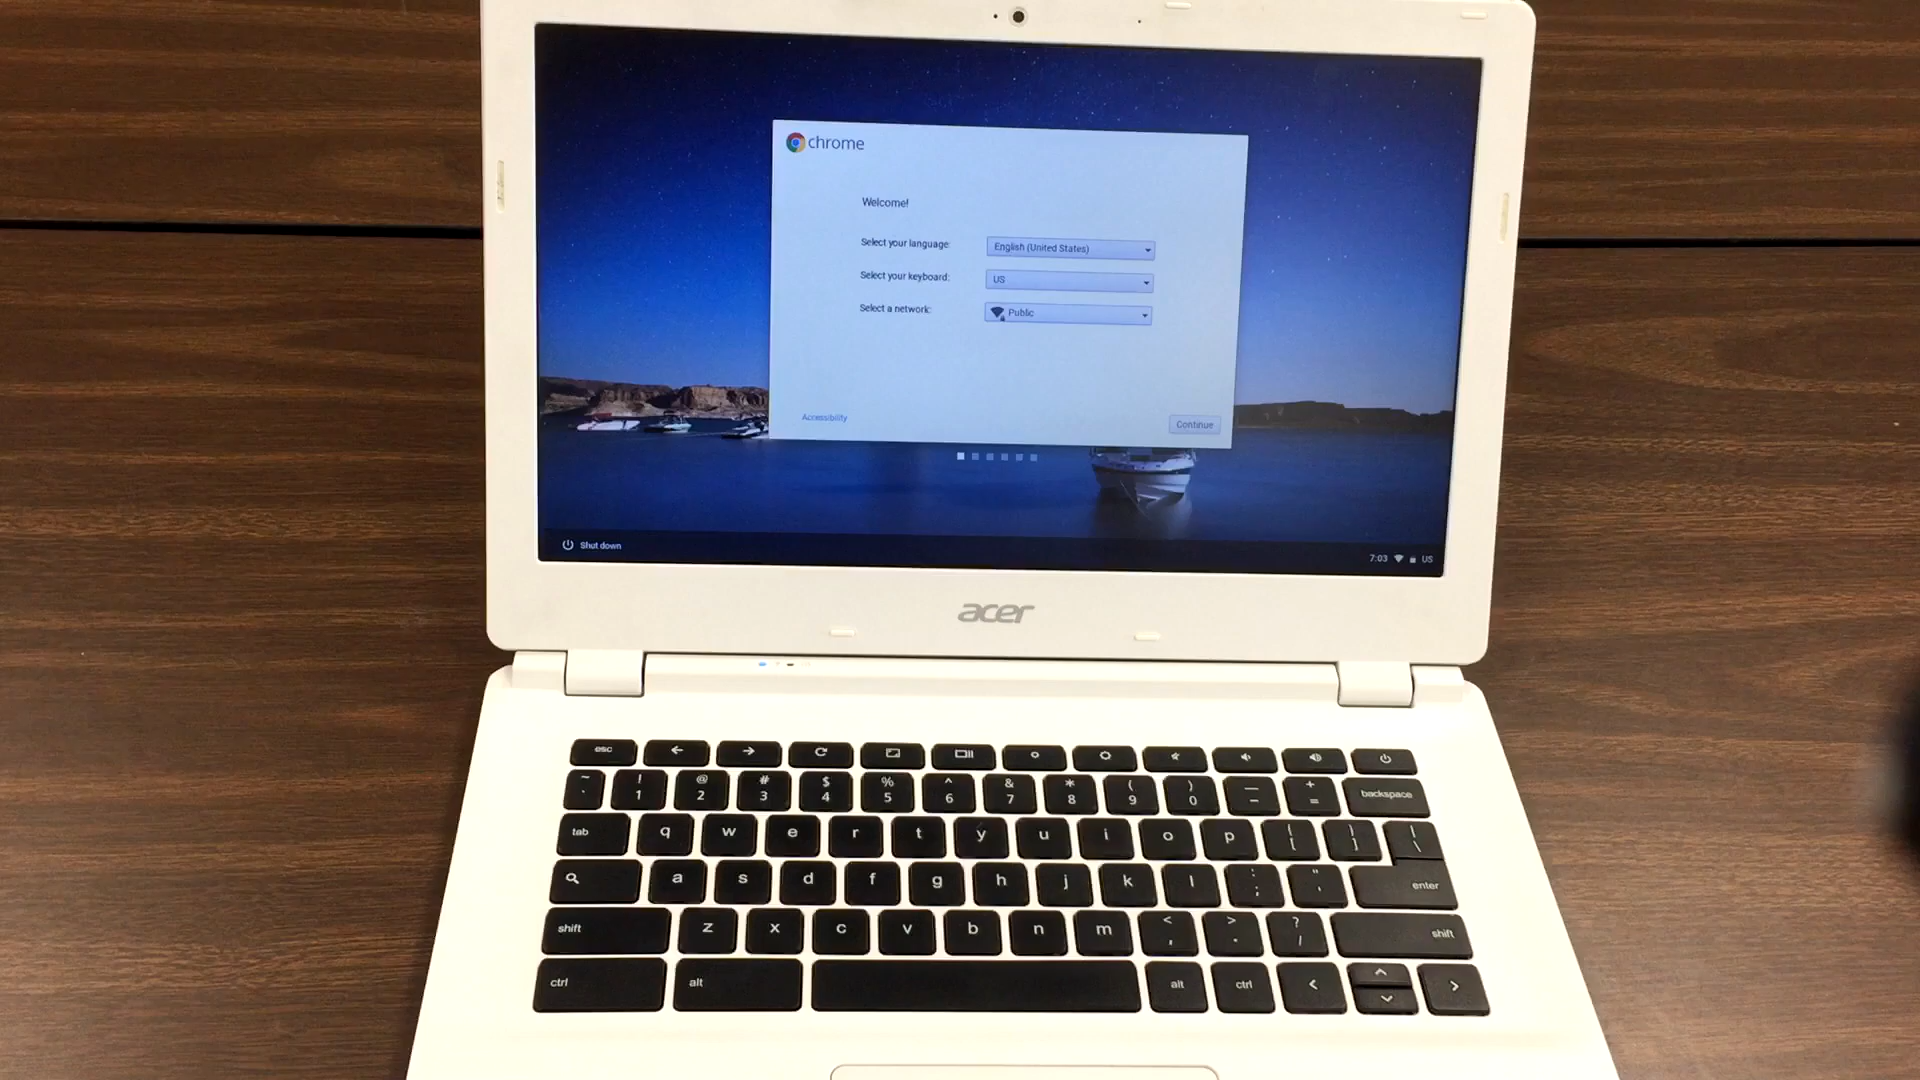 chrome
Welcome!
Select your language: English (United States)
Select your keyboard: US
Select a network: Public
Accessibility
Continue
Shut down
7:03 US
acer
esc
~ ! @ # $ % ^ & * ( ) — +
` 1 2 3 4 5 6 7 8 9 0 - = backspace
tab q w e r t y u i o p { } |
[ ] \
a s d f g h j k l : "
; ' enter
shift z x c v b n m < > ? shift
, . /
ctrl alt alt ctrl